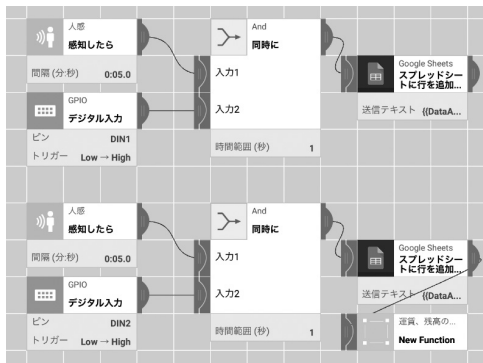 人感
感知したら
間隔 (分:秒) 0:05.0
GPIO
デジタル入力
ピン DIN1
トリガー Low → High
And
同時に
入力1
入力2
時間範囲 (秒) 1
Google Sheets
スプレッドシー
トに行を追加...
送信テキスト {{DataA...
人感
感知したら
間隔 (分:秒) 0:05.0
GPIO
デジタル入力
ピン DIN2
トリガー Low → High
And
同時に
入力1
入力2
時間範囲 (秒) 1
Google Sheets
スプレッドシー
トに行を追加...
送信テキスト {{DataA...
運賃、残高の...
New Function